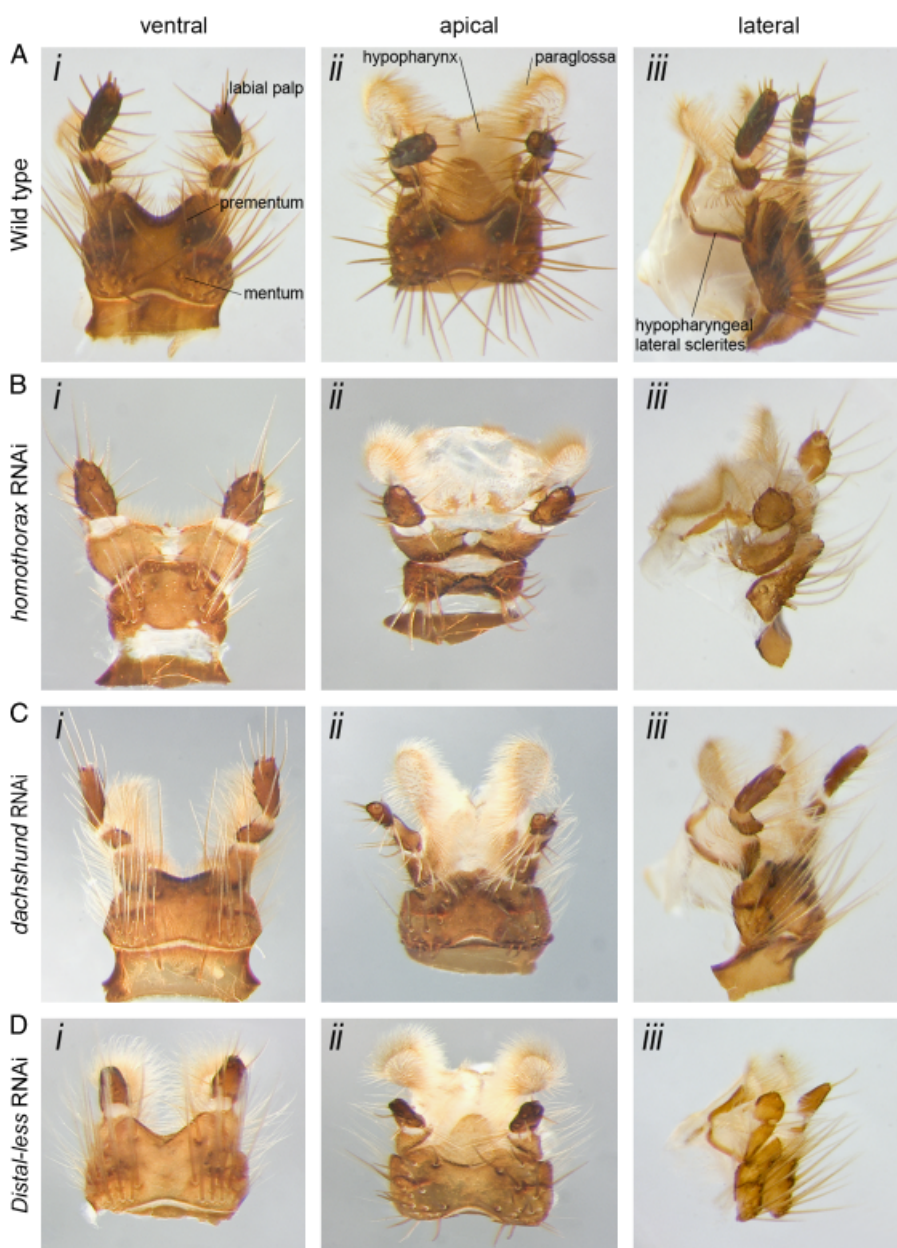 ventral
apical
lateral
A
Wild type
i
labial palp
prementum
mentum
ii
hypopharynx
paraglossa
iii
hypopharyngeal
lateral sclerites
B
homothorax RNAi
i
ii
iii
C
dachshund RNAi
i
ii
iii
D
Distal-less RNAi
i
ii
iii